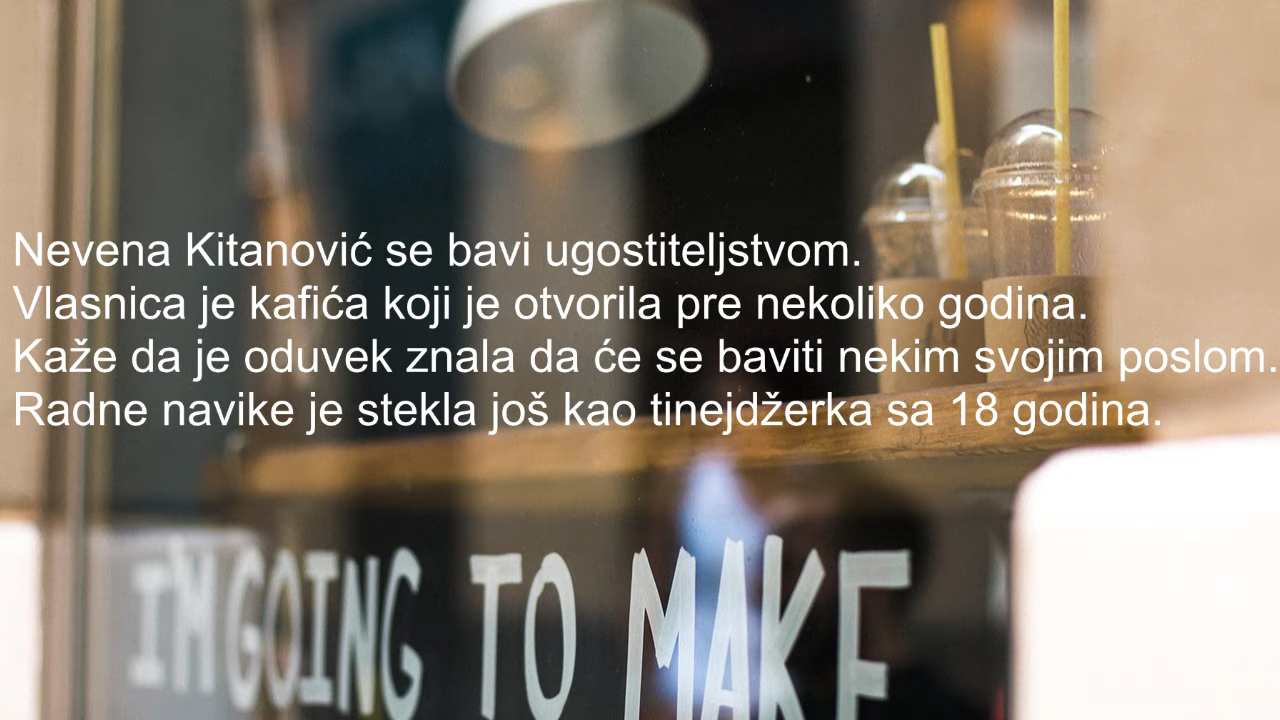 Nevena Kitanović se bavi ugostiteljstvom.
Vlasnica je kafića koji je otvorila pre nekoliko godina.
Kaže da je oduvek znala da će se baviti nekim svojim poslom.
Radne navike je stekla još kao tinejdžerka sa 18 godina.
I'M GOING TO MAKE